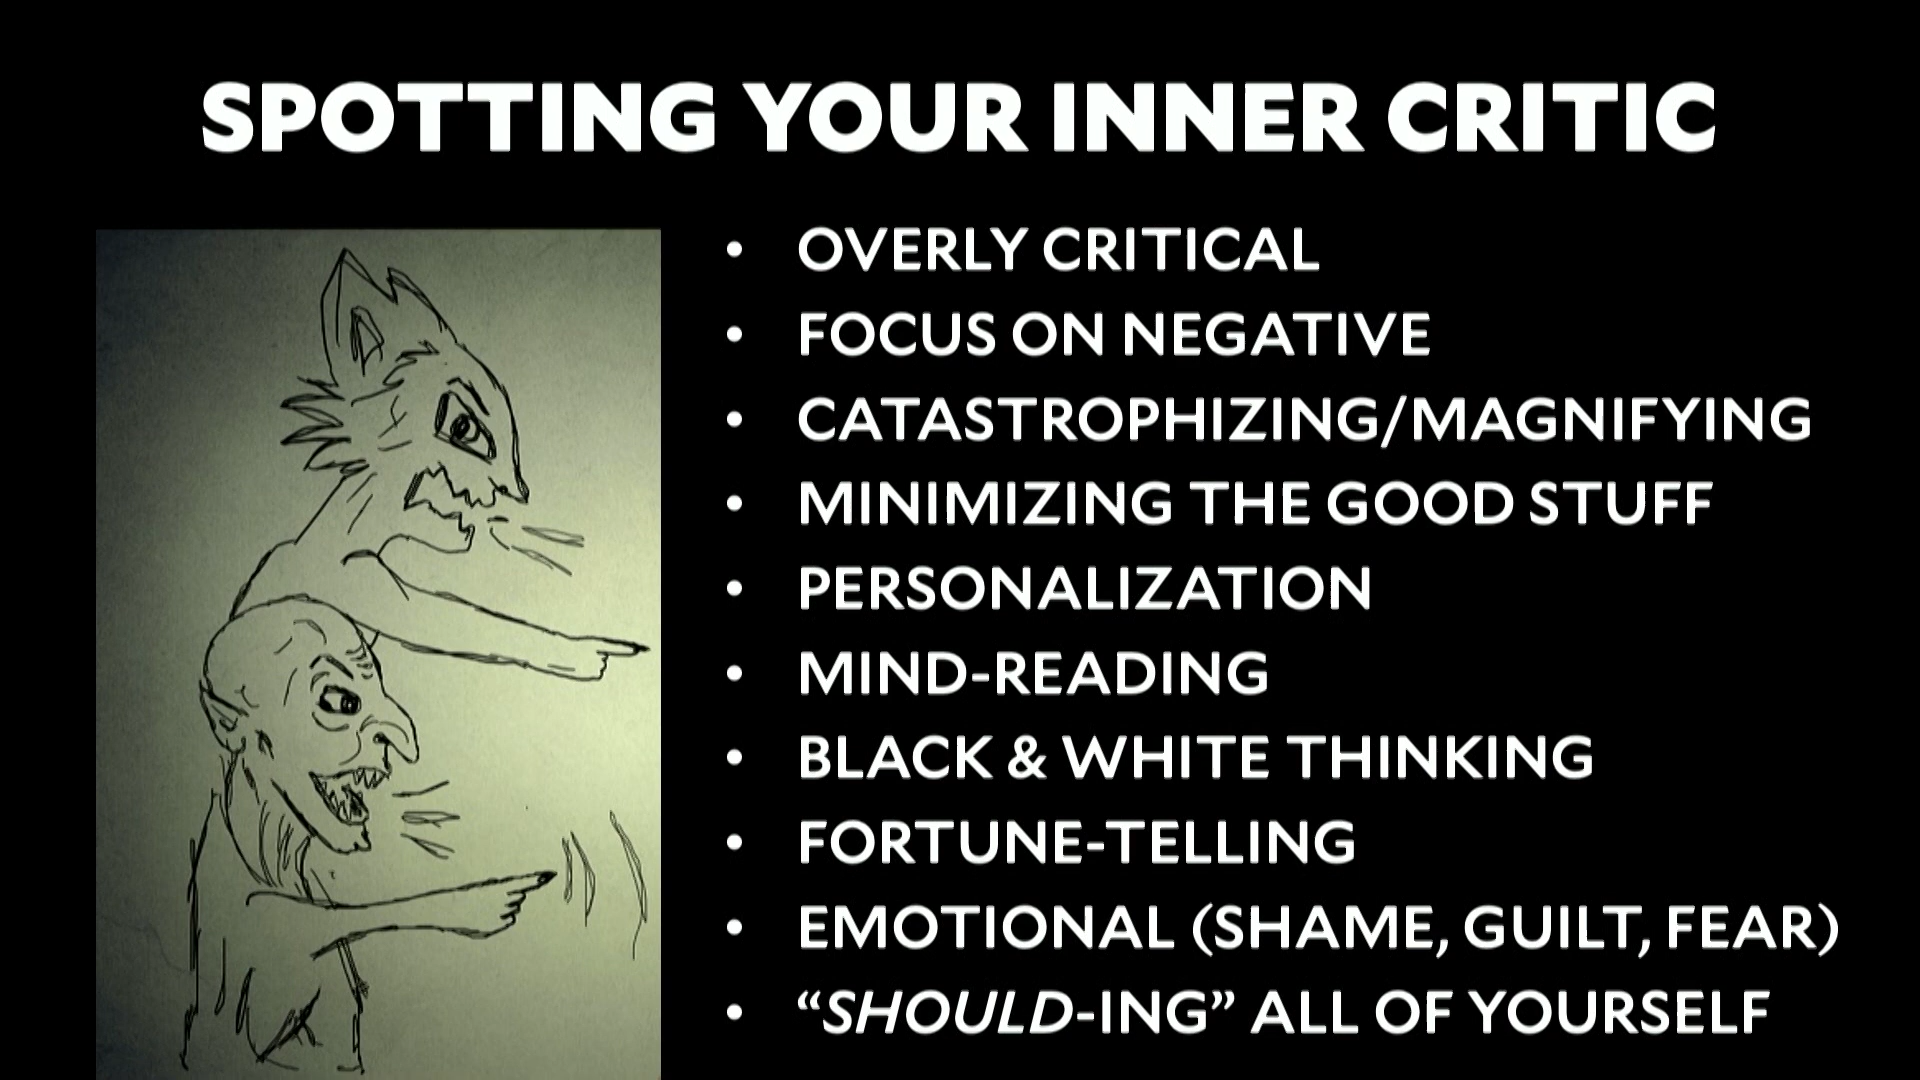 SPOTTING YOUR INNER CRITIC
• OVERLY CRITICAL
• FOCUS ON NEGATIVE
• CATASTROPHIZING/MAGNIFYING
• MINIMIZING THE GOOD STUFF
• PERSONALIZATION
• MIND-READING
• BLACK & WHITE THINKING
• FORTUNE-TELLING
• EMOTIONAL (SHAME, GUILT, FEAR)
• “SHOULD-ING” ALL OF YOURSELF